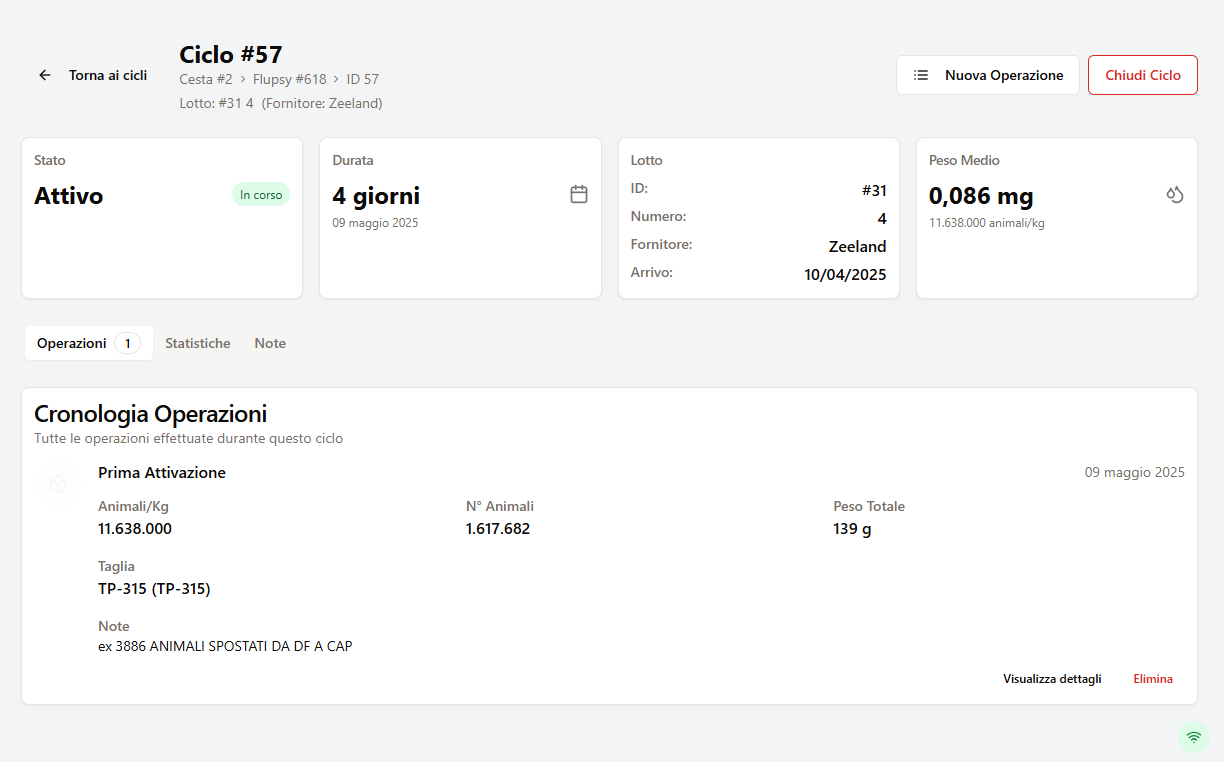 Torna ai cicli
Ciclo #57
Cesta #2 > Flupsy #618 > ID 57
Lotto: #31 4 (Fornitore: Zeeland)
Nuova Operazione
Chiudi Ciclo
Stato
Attivo
In corso
Durata
4 giorni
09 maggio 2025
Lotto
ID: #31
Numero: 4
Fornitore: Zeeland
Arrivo: 10/04/2025
Peso Medio
0,086 mg
11.638.000 animali/kg
Operazioni 1 Statistiche Note
Cronologia Operazioni
Tutte le operazioni effettuate durante questo ciclo
Prima Attivazione 09 maggio 2025
Animali/Kg N° Animali Peso Totale
11.638.000 1.617.682 139 g
Taglia
TP-315 (TP-315)
Note
ex 3886 ANIMALI SPOSTATI DA DF A CAP
Visualizza dettagli Elimina